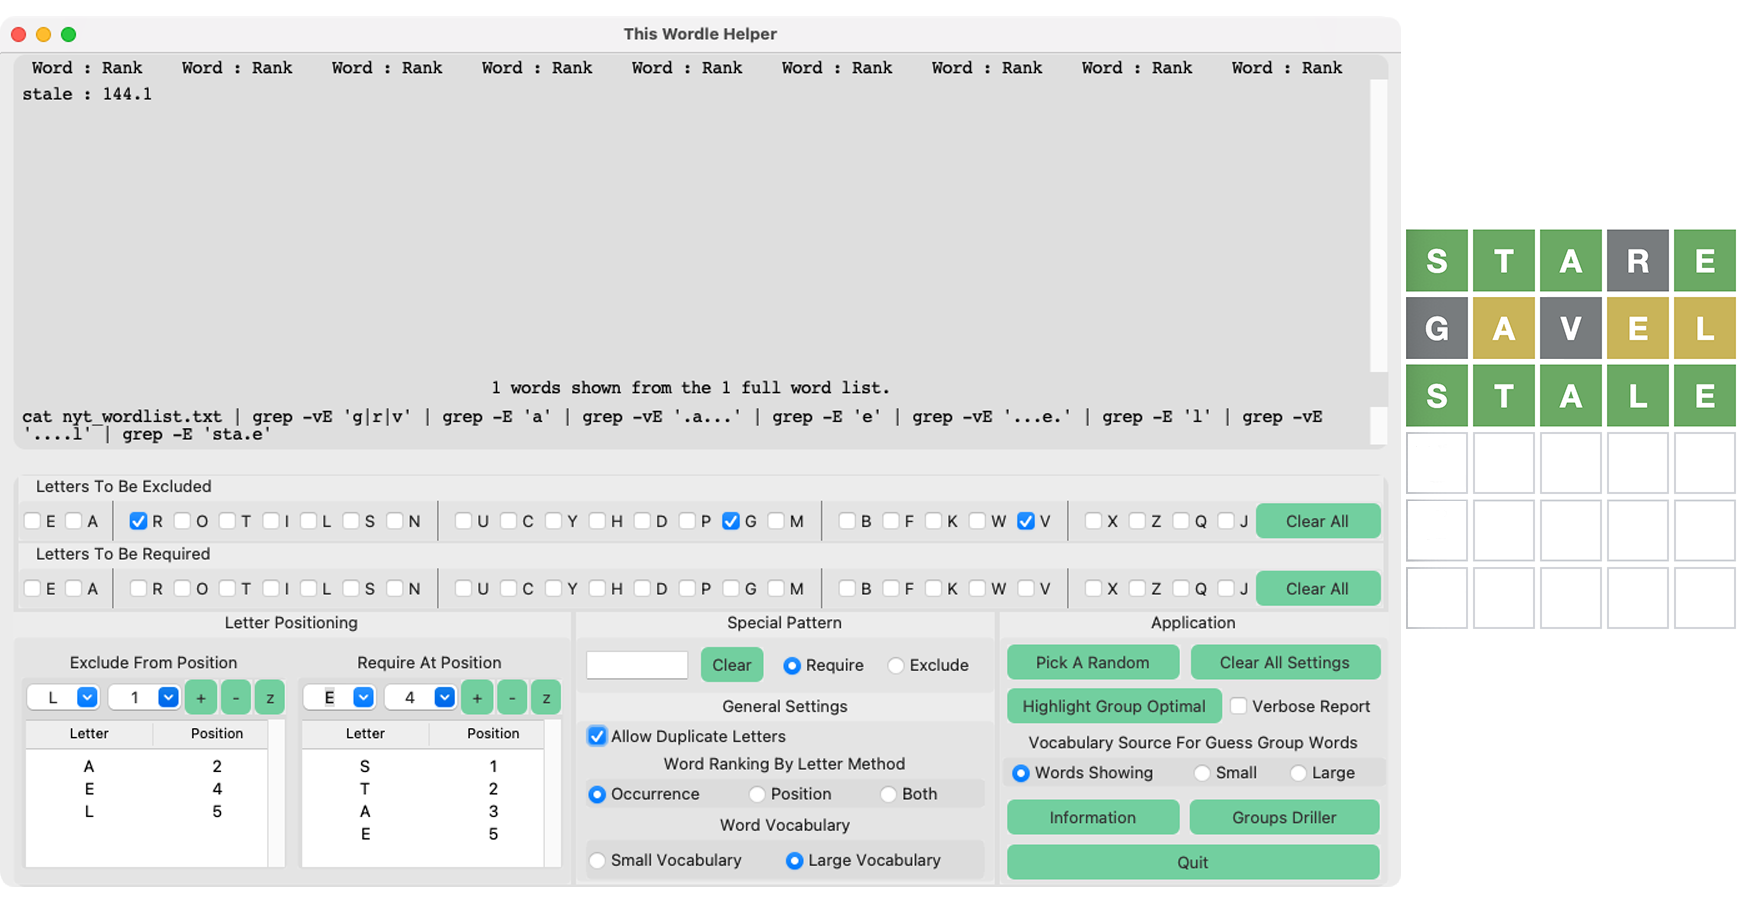 This Wordle Helper
Word : Rank Word : Rank Word : Rank Word : Rank Word : Rank Word : Rank Word : Rank Word : Rank Word : Rank
stale : 144.1
1 words shown from the 1 full word list.
cat nyt_wordlist.txt | grep -vE 'g|r|v' | grep -E 'a' | grep -vE '.a...' | grep -E 'e' | grep -vE '...e.' | grep -E 'l' | grep -vE
'....l' | grep -E 'sta.e'
Letters To Be Excluded
E A R O T I L S N U C Y H D P G M B F K W V X Z Q J Clear All
Letters To Be Required
E A R O T I L S N U C Y H D P G M B F K W V X Z Q J Clear All
Letter Positioning
Exclude From Position
L 1 + - z
Letter Position
A 2
E 4
L 5
Require At Position
E 4 + - z
Letter Position
S 1
T 2
A 3
E 5
Special Pattern
Clear Require Exclude
General Settings
Allow Duplicate Letters
Word Ranking By Letter Method
Occurrence Position Both
Word Vocabulary
Small Vocabulary Large Vocabulary
Application
Pick A Random Clear All Settings
Highlight Group Optimal Verbose Report
Vocabulary Source For Guess Group Words
Words Showing Small Large
Information Groups Driller
Quit
S T A R E
G A V E L
S T A L E